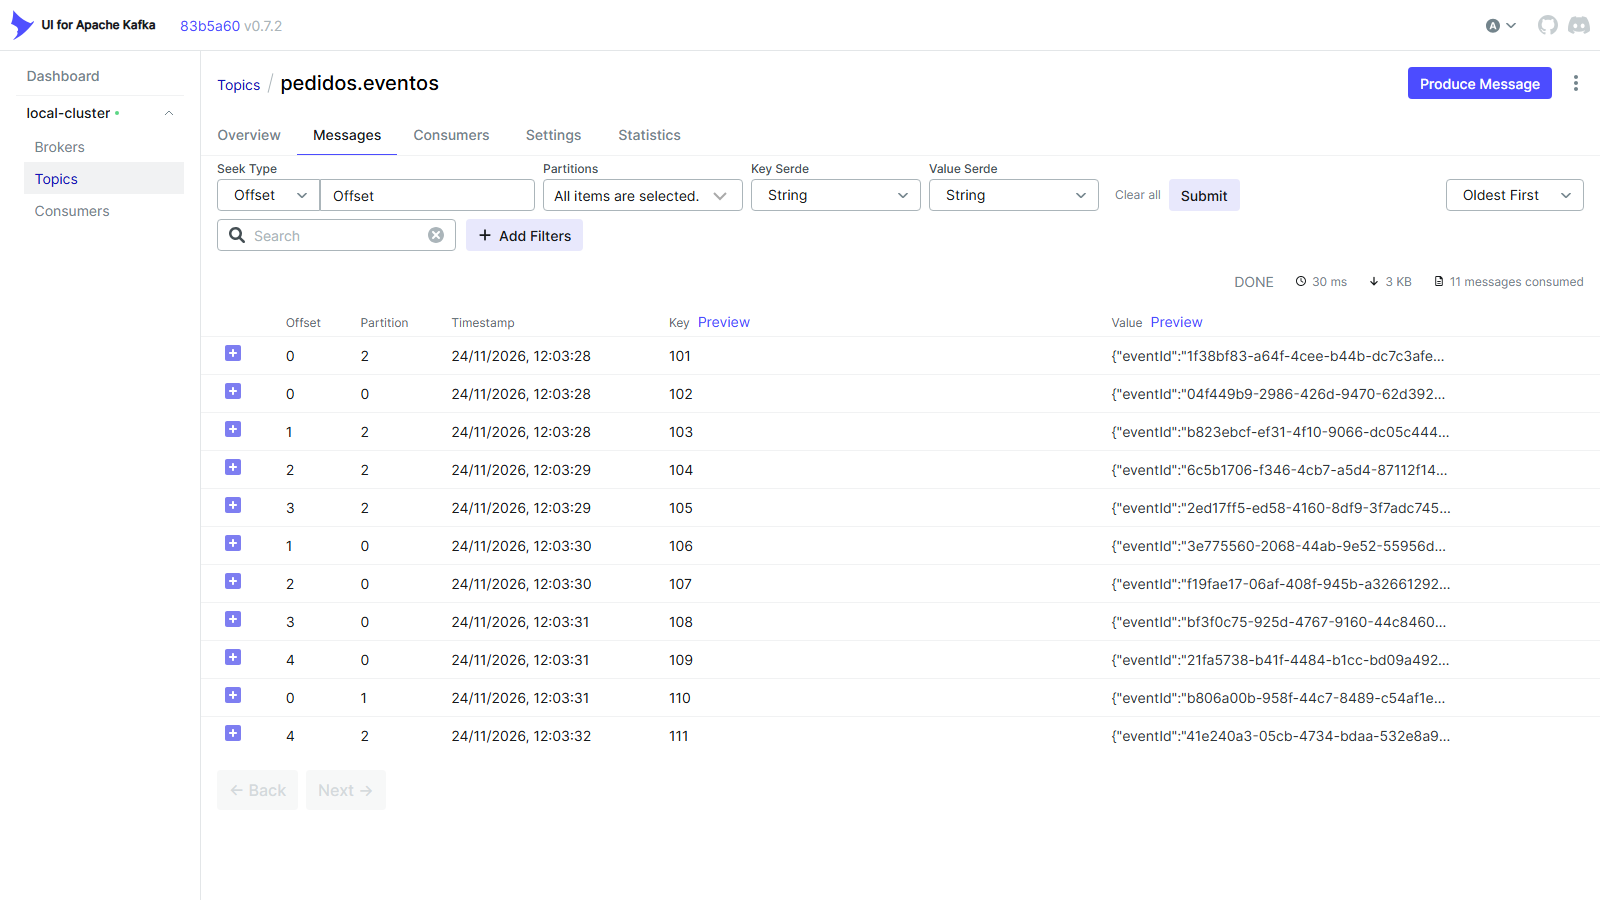 UI for Apache Kafka 83b5a60 v0.7.2 A
Dashboard
local-cluster
Brokers
Topics
Consumers
Topics / pedidos.eventos Produce Message
Overview Messages Consumers Settings Statistics
Seek Type Partitions Key Serde Value Serde
Offset Offset All items are selected. String String Clear all Submit Oldest First
Search Add Filters
DONE 30 ms 3 KB 11 messages consumed
Offset Partition Timestamp Key Preview Value Preview
0 2 24/11/2026, 12:03:28 101 {"eventId":"1f38bf83-a64f-4cee-b44b-dc7c3afe...
0 0 24/11/2026, 12:03:28 102 {"eventId":"04f449b9-2986-426d-9470-62d392...
1 2 24/11/2026, 12:03:28 103 {"eventId":"b823ebcf-ef31-4f10-9066-dc05c444...
2 2 24/11/2026, 12:03:29 104 {"eventId":"6c5b1706-f346-4cb7-a5d4-87112f14...
3 2 24/11/2026, 12:03:29 105 {"eventId":"2ed17ff5-ed58-4160-8df9-3f7adc745...
1 0 24/11/2026, 12:03:30 106 {"eventId":"3e775560-2068-44ab-9e52-55956d...
2 0 24/11/2026, 12:03:30 107 {"eventId":"f19fae17-06af-408f-945b-a32661292...
3 0 24/11/2026, 12:03:31 108 {"eventId":"bf3f0c75-925d-4767-9160-44c8460...
4 0 24/11/2026, 12:03:31 109 {"eventId":"21fa5738-b41f-4484-b1cc-bd09a492...
0 1 24/11/2026, 12:03:31 110 {"eventId":"b806a00b-958f-44c7-8489-c54af1e...
4 2 24/11/2026, 12:03:32 111 {"eventId":"41e240a3-05cb-4734-bdaa-532e8a9...
← Back Next →